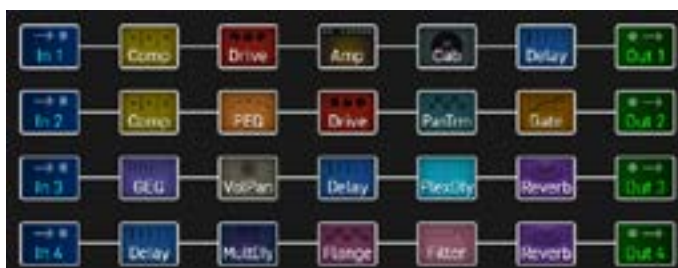 In 1 Comp Drive Amp Cab Delay Out 1
In 2 Comp PEQ Drive PanTrm Gate Out 2
In 3 GEQ VolPan Delay PlexDly Reverb Out 3
In 4 Delay MultDly Flange Filter Reverb Out 4